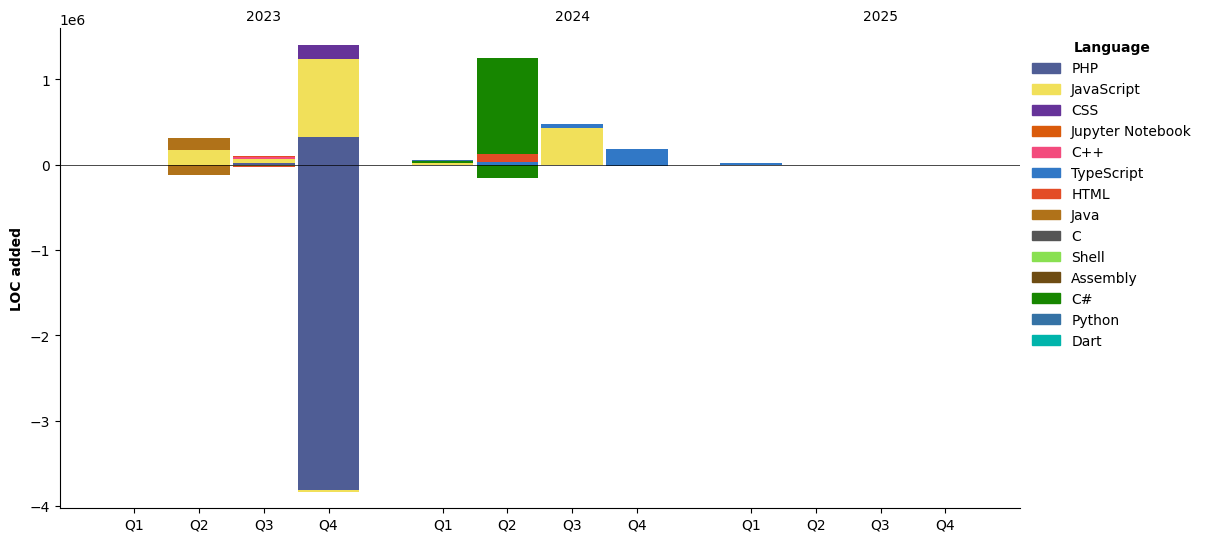 2023 2024 2025
1e6
Language
PHP
JavaScript
CSS
Jupyter Notebook
C++
TypeScript
HTML
Java
C
Shell
Assembly
C#
Python
Dart
LOC added
1
0
−1
−2
−3
−4
Q1 Q2 Q3 Q4 Q1 Q2 Q3 Q4 Q1 Q2 Q3 Q4